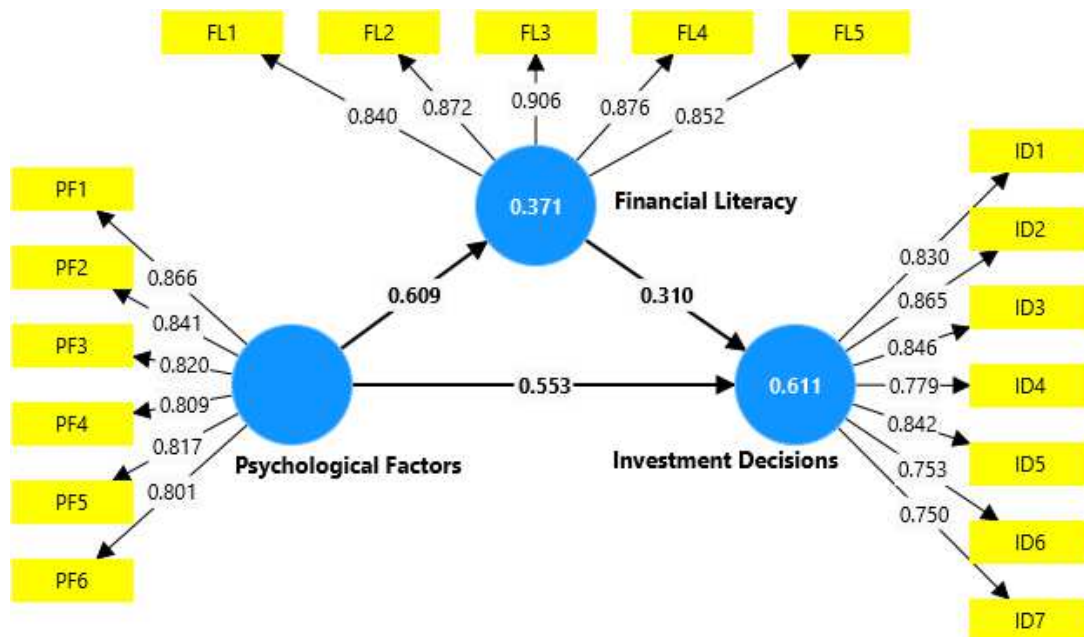 FL1 FL2 FL3 FL4 FL5
0.840 0.872 0.906 0.876 0.852
PF1
PF2
PF3
PF4
PF5
PF6
0.866
0.841
0.820
0.809
0.817
0.801
0.371
Financial Literacy
0.609
0.310
0.553
Psychological Factors
0.611
Investment Decisions
0.830
0.865
0.846
0.779
0.842
0.753
0.750
ID1
ID2
ID3
ID4
ID5
ID6
ID7